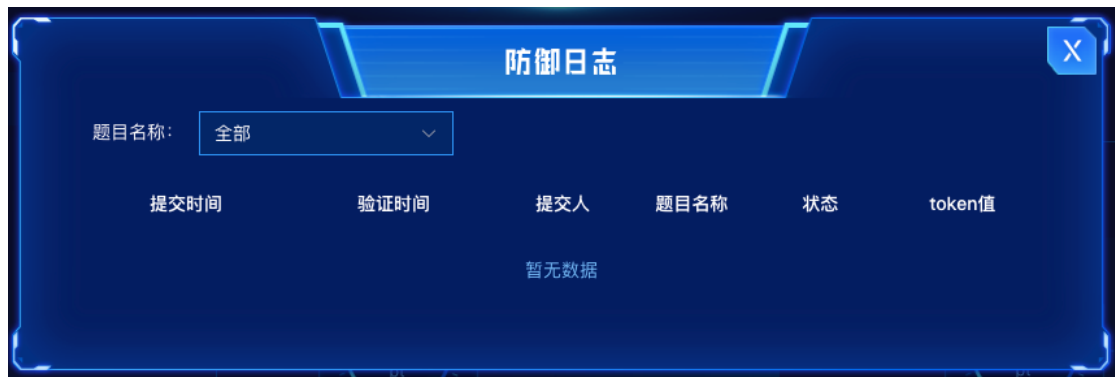 防御日志
X
题目名称：
全部
提交时间 验证时间 提交人 题目名称 状态 token值
暂无数据